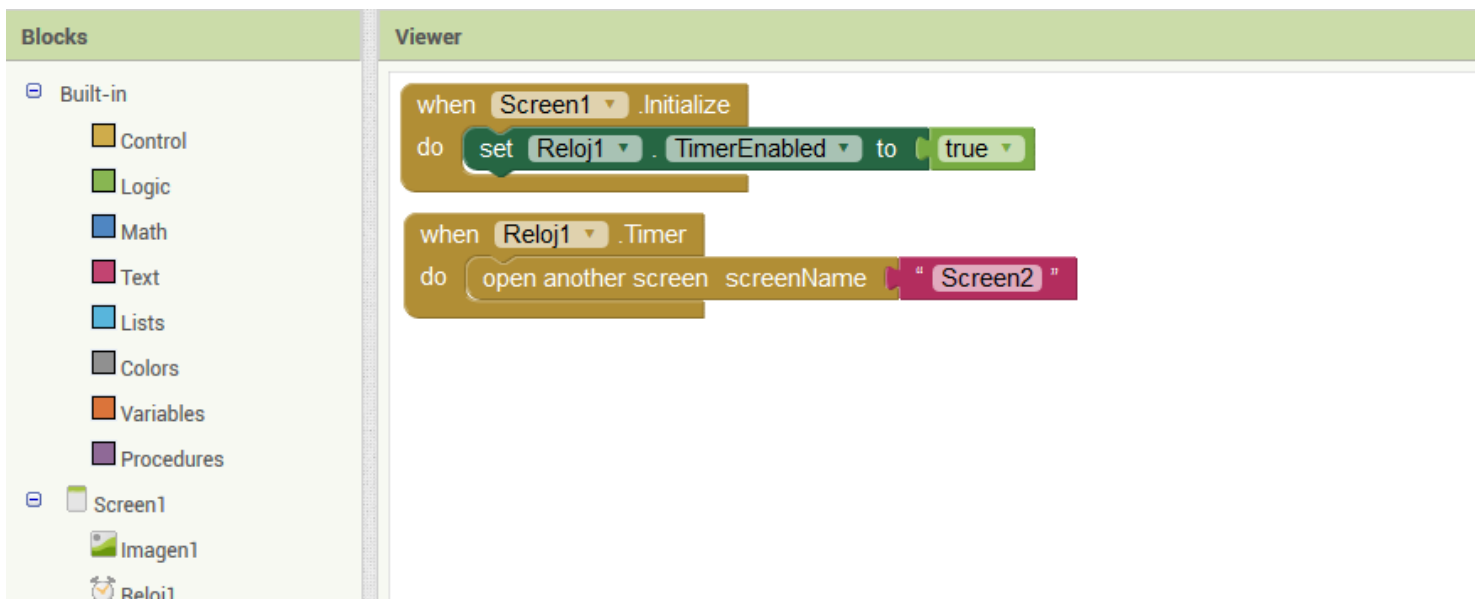 Blocks
Viewer
Built-in
Control
Logic
Math
Text
Lists
Colors
Variables
Procedures
Screen1
Imagen1
Reloj1
when Screen1 .Initialize
do set Reloj1 . TimerEnabled to true
when Reloj1 .Timer
do open another screen screenName " Screen2 "